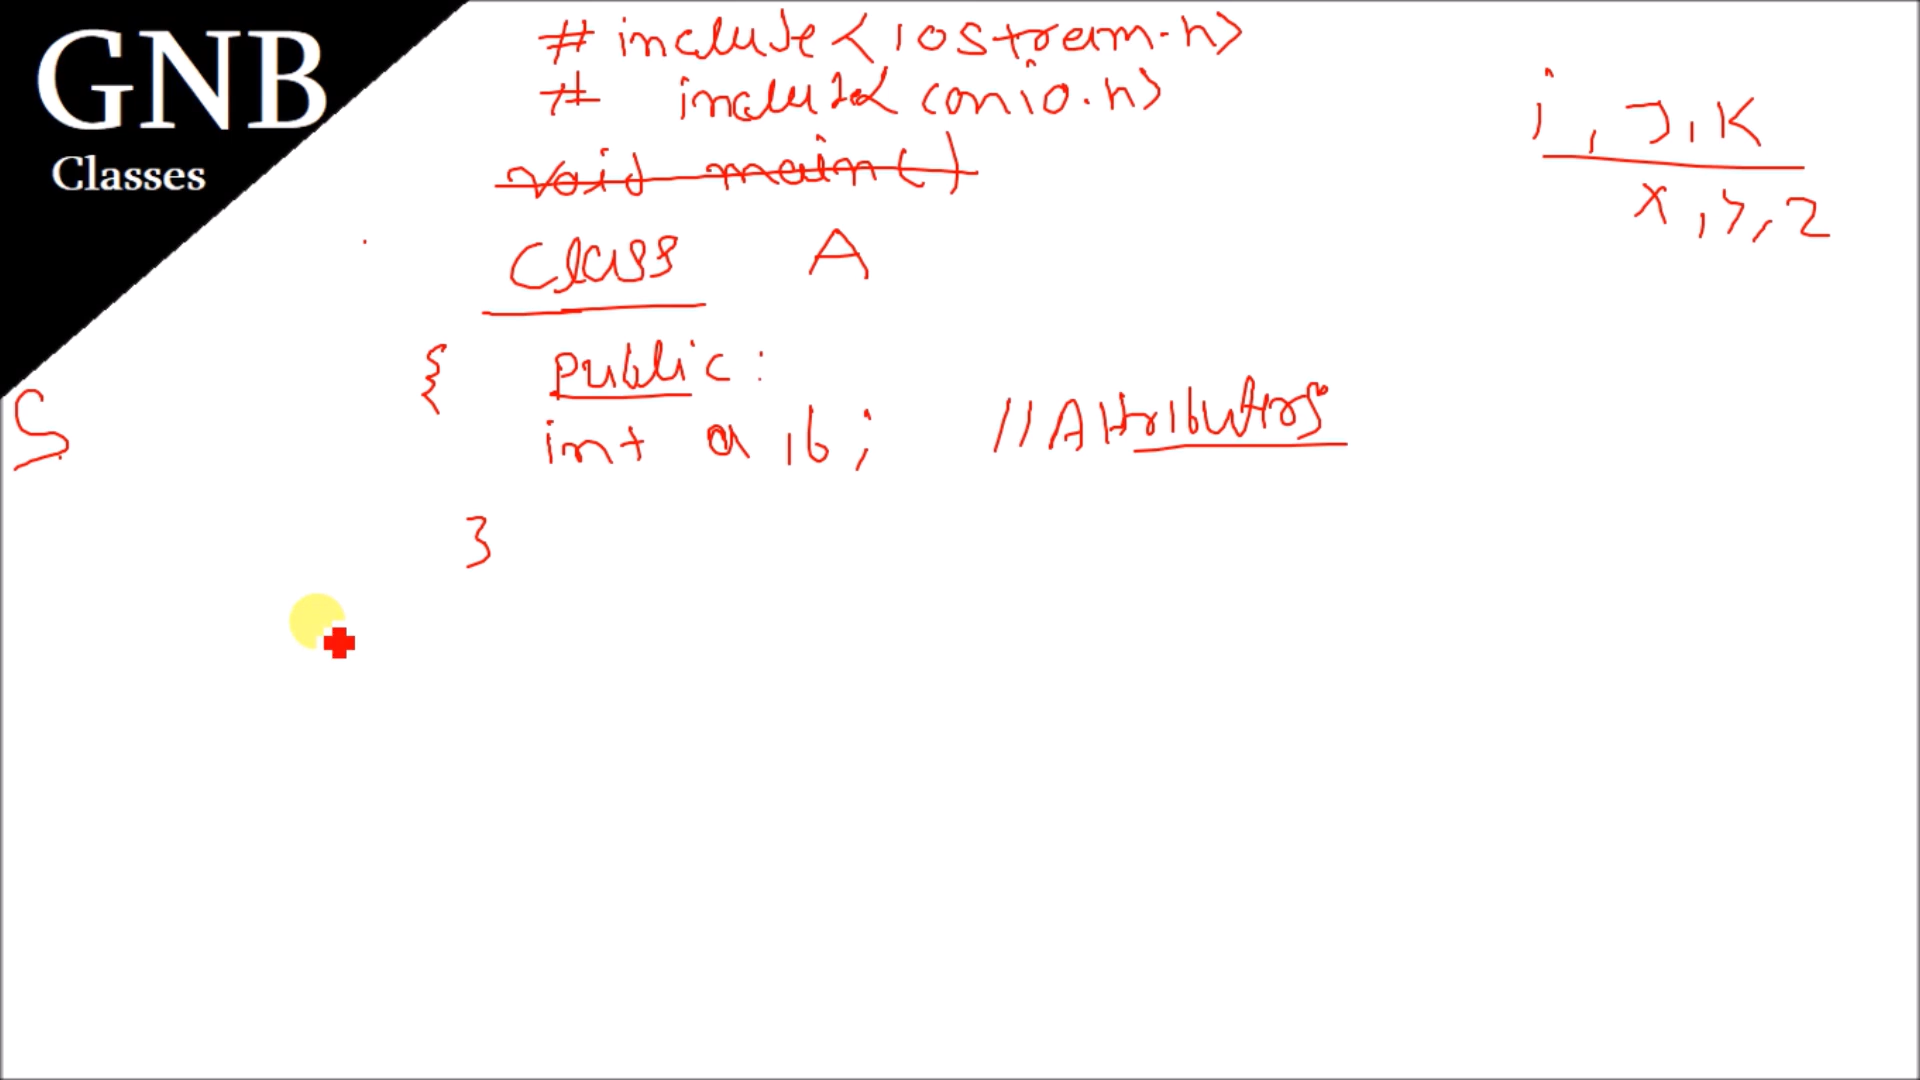 GNB
Classes
#include<iostream.h>
# include<conio.h>
void main()
Class A
{ Public:
int a,b; //Attributes
}
i,J,K
x,y,z
S